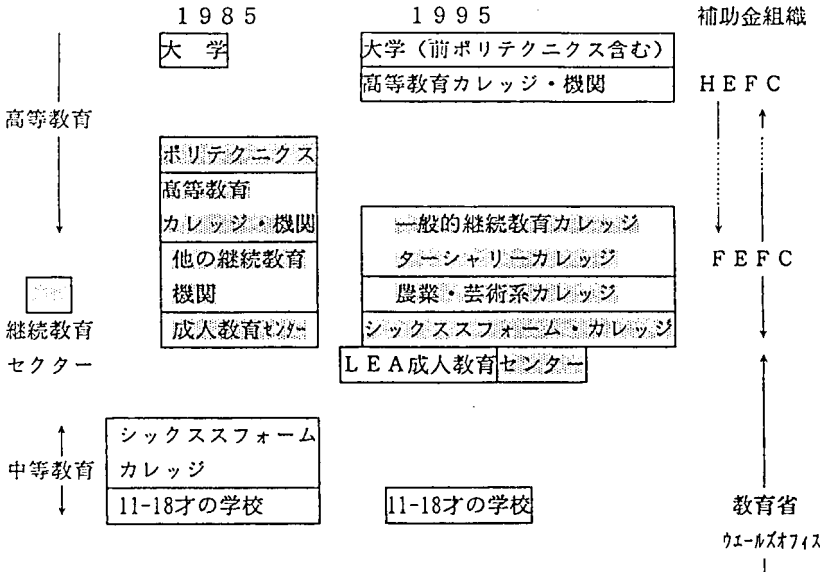 1985 1995 補助金組織
大学 大学（前ポリテクニクス含む）
高等教育カレッジ・機関 HEFC
高等教育
ポリテクニクス
高等教育
カレッジ・機関 一般的継続教育カレッジ
他の継続教育 ターシャリーカレッジ FEFC
機関 農業・芸術系カレッジ
継続教育 成人教育センター シックススフォーム・カレッジ
セクター LEA成人教育センター
シックススフォーム
中等教育 カレッジ
11-18才の学校 11-18才の学校 教育省
ウエールズオフィス